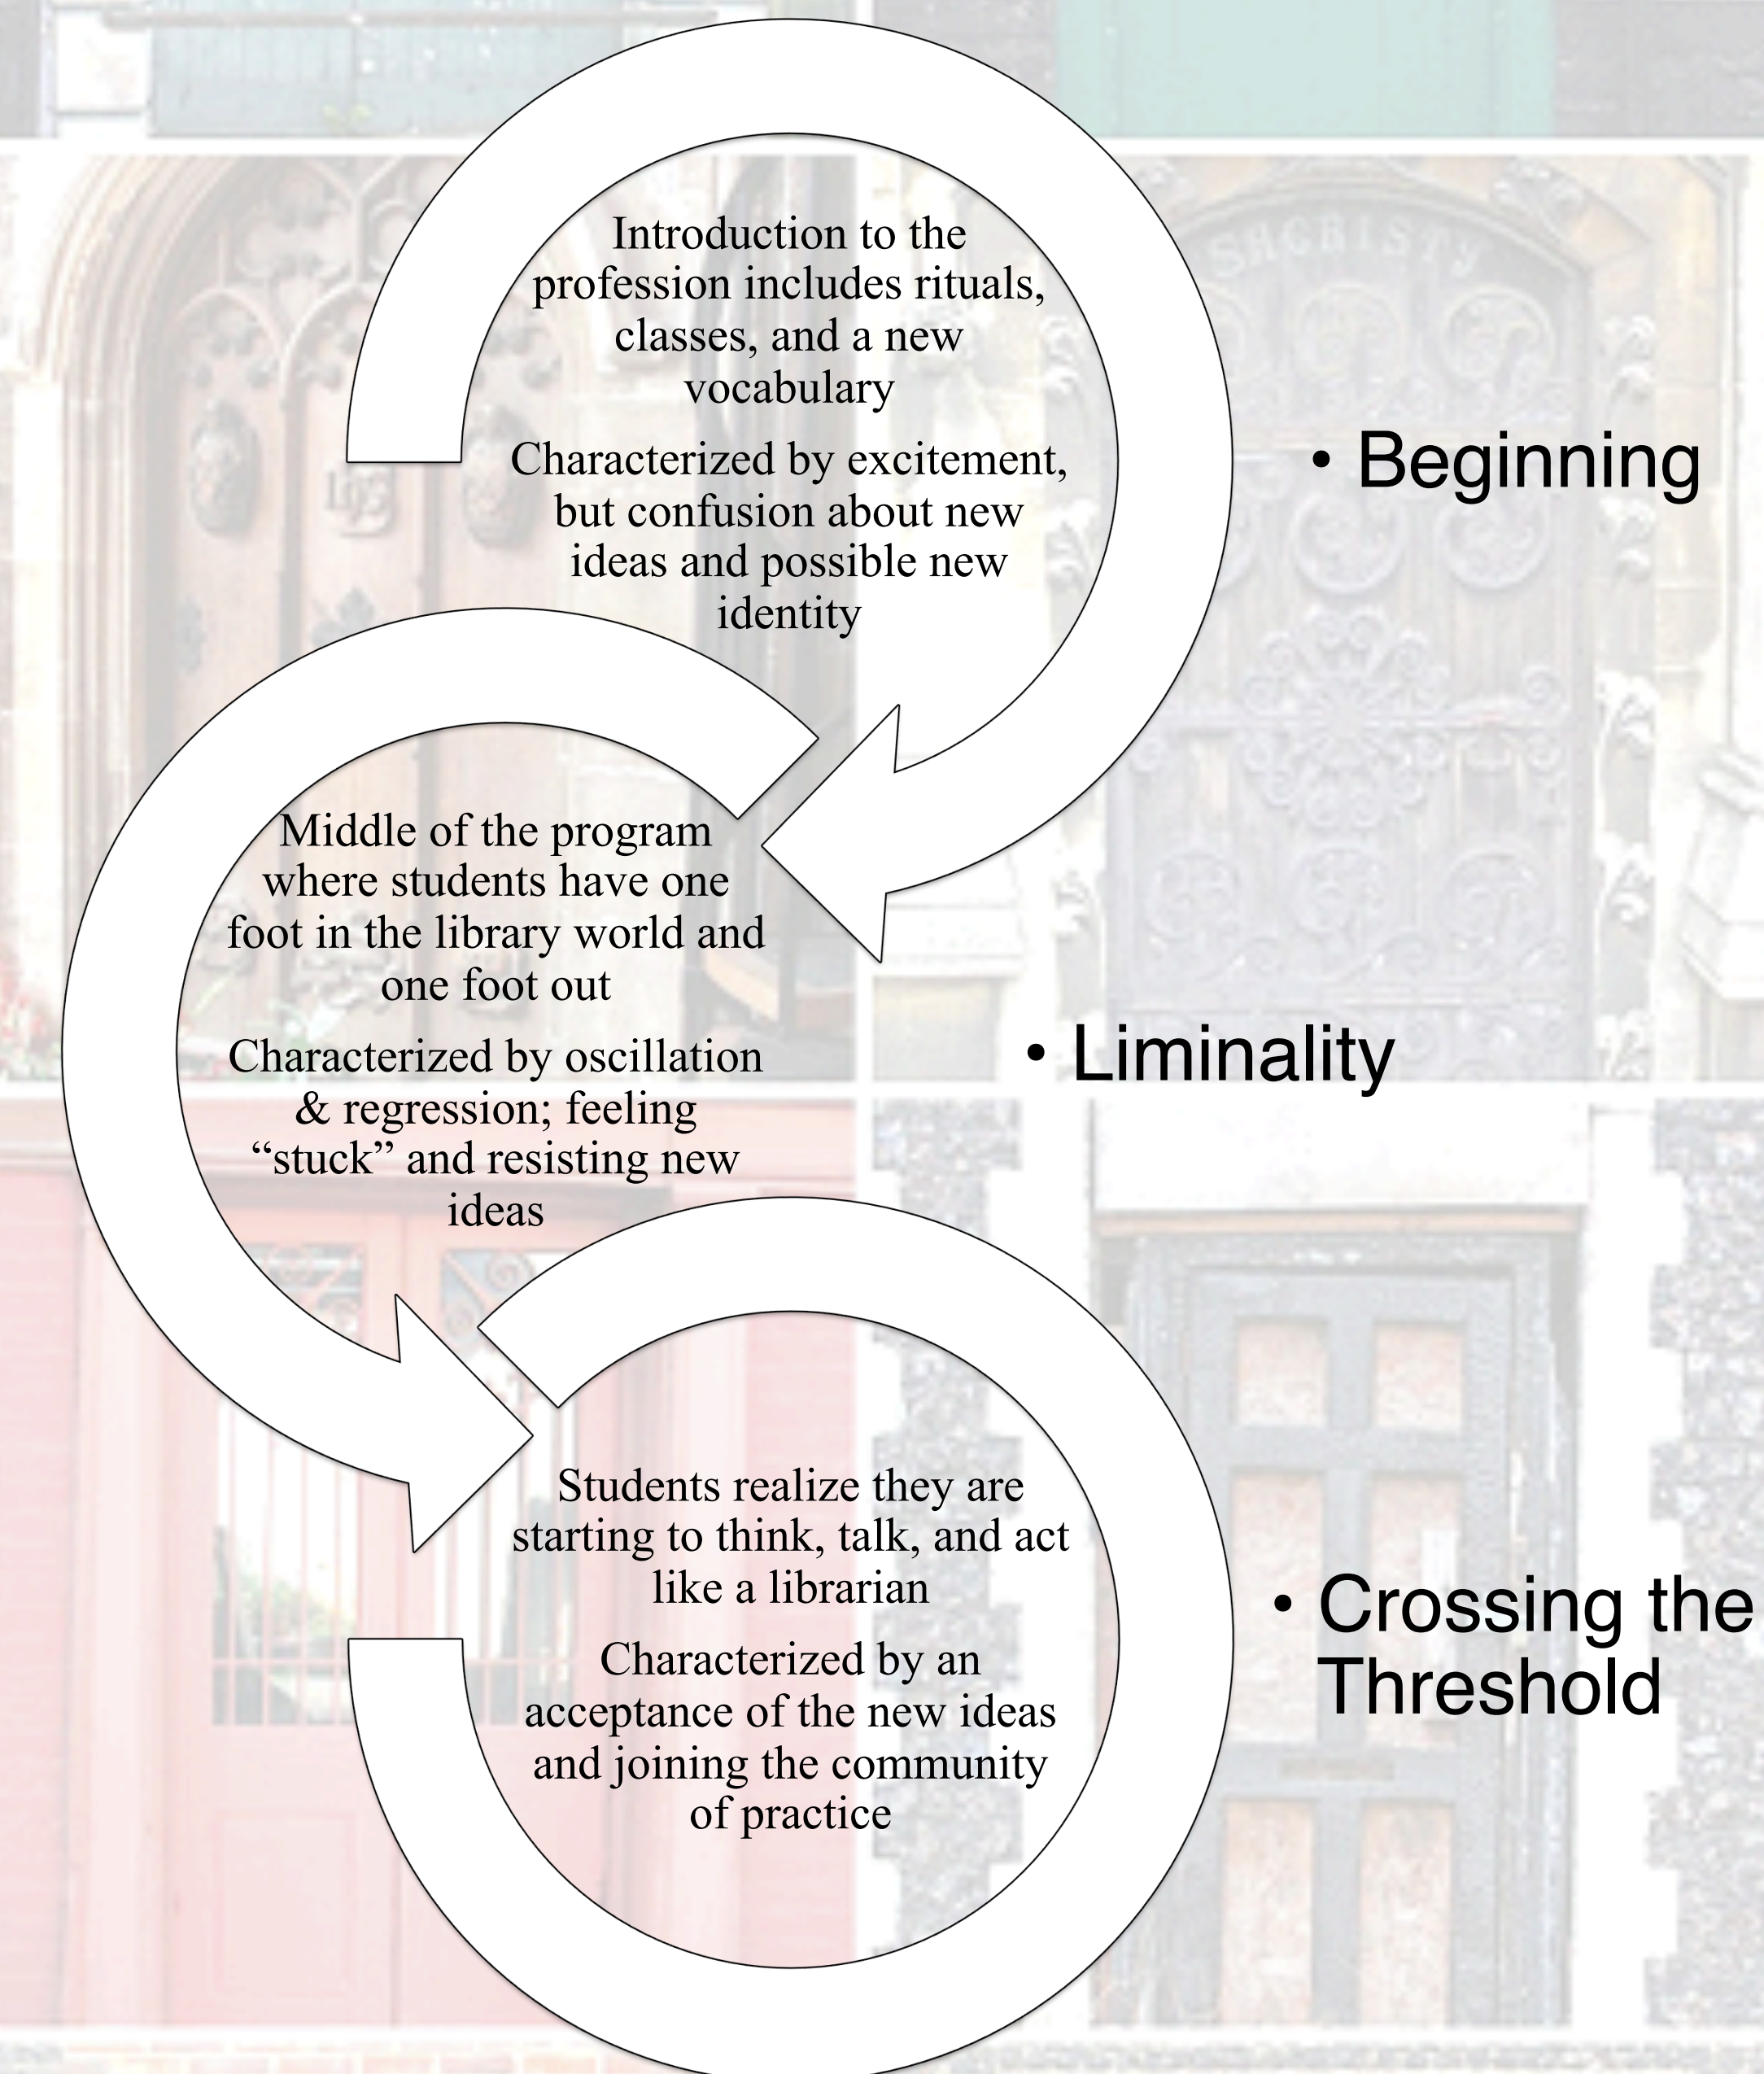 Introduction to the
profession includes rituals,
classes, and a new
vocabulary
Characterized by excitement,
but confusion about new
ideas and possible new
identity
• Beginning
Middle of the program
where students have one
foot in the library world and
one foot out
Characterized by oscillation
& regression; feeling
“stuck” and resisting new
ideas
• Liminality
Students realize they are
starting to think, talk, and act
like a librarian
Characterized by an
acceptance of the new ideas
and joining the community
of practice
• Crossing the
Threshold
SACRISTY